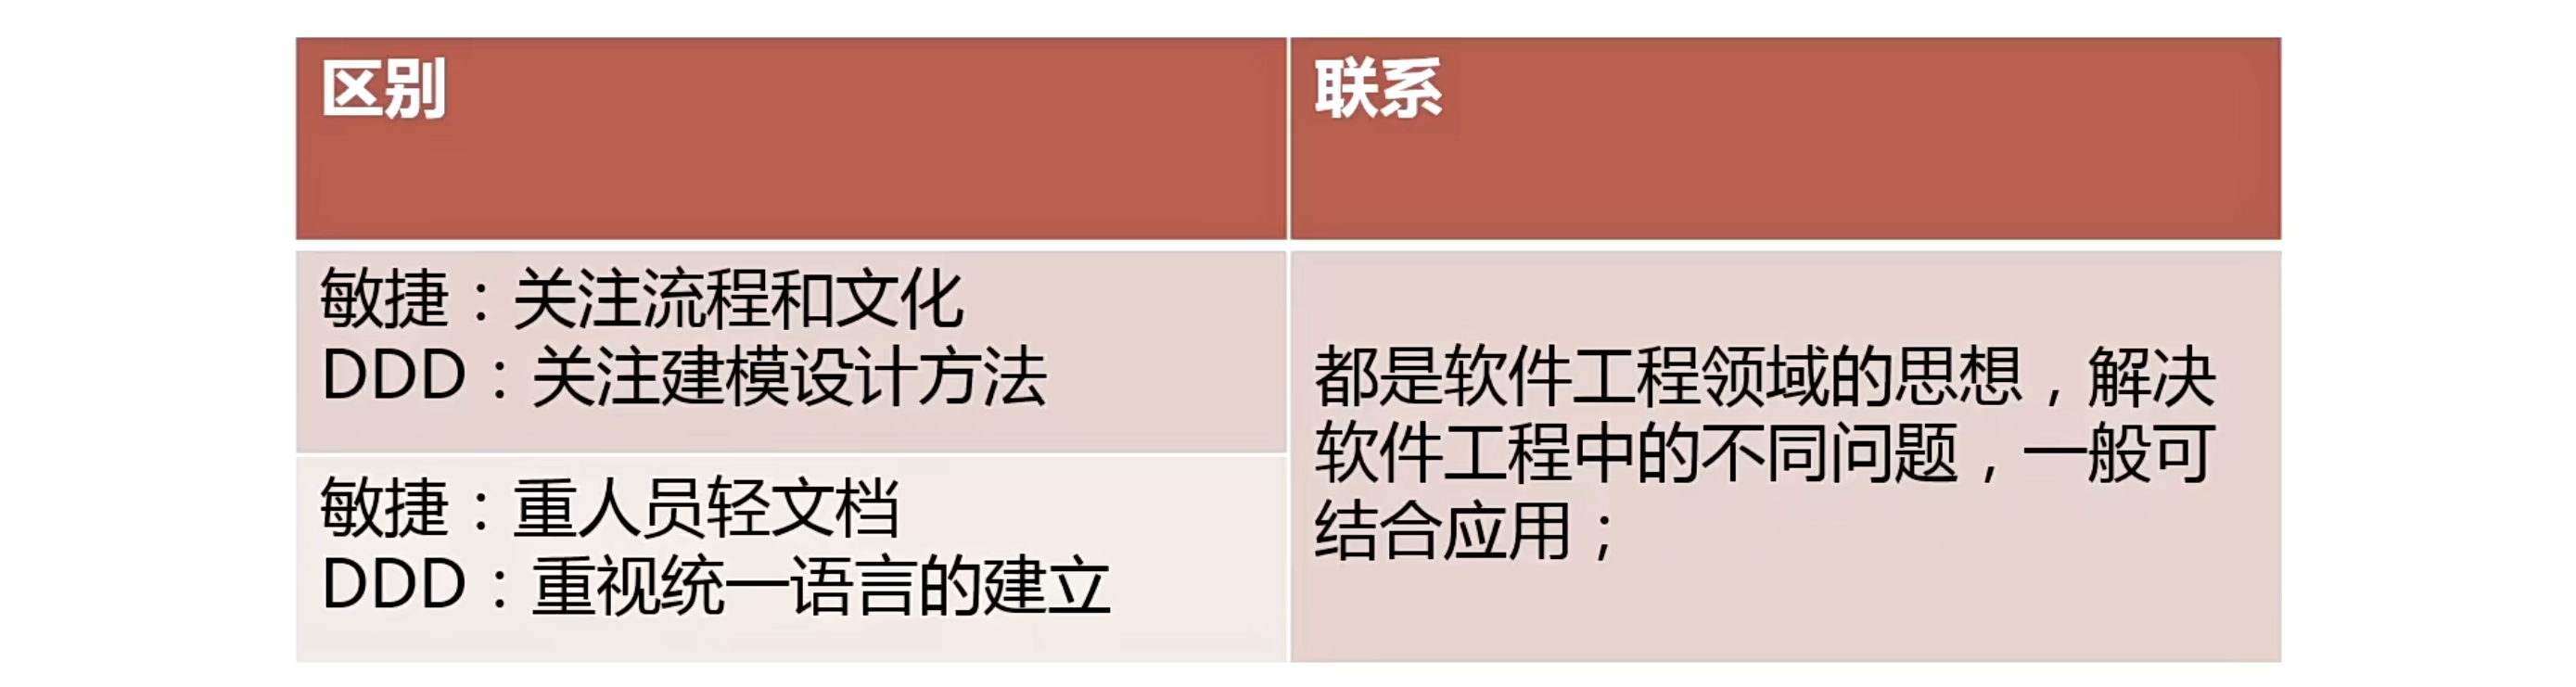 区别
联系
敏捷：关注流程和文化
DDD：关注建模设计方法
敏捷：重人员轻文档
DDD：重视统一语言的建立
都是软件工程领域的思想，解决
软件工程中的不同问题，一般可
结合应用；